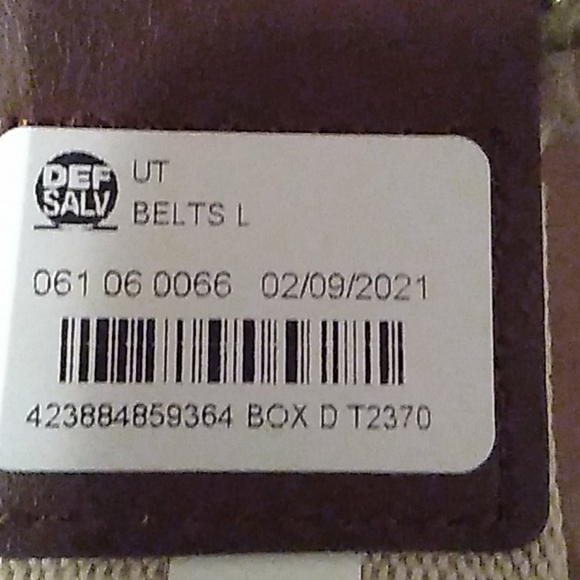 DEF
SALV
UT
BELTS L
061 06 0066 02/09/2021
423884859364 BOX D T2370